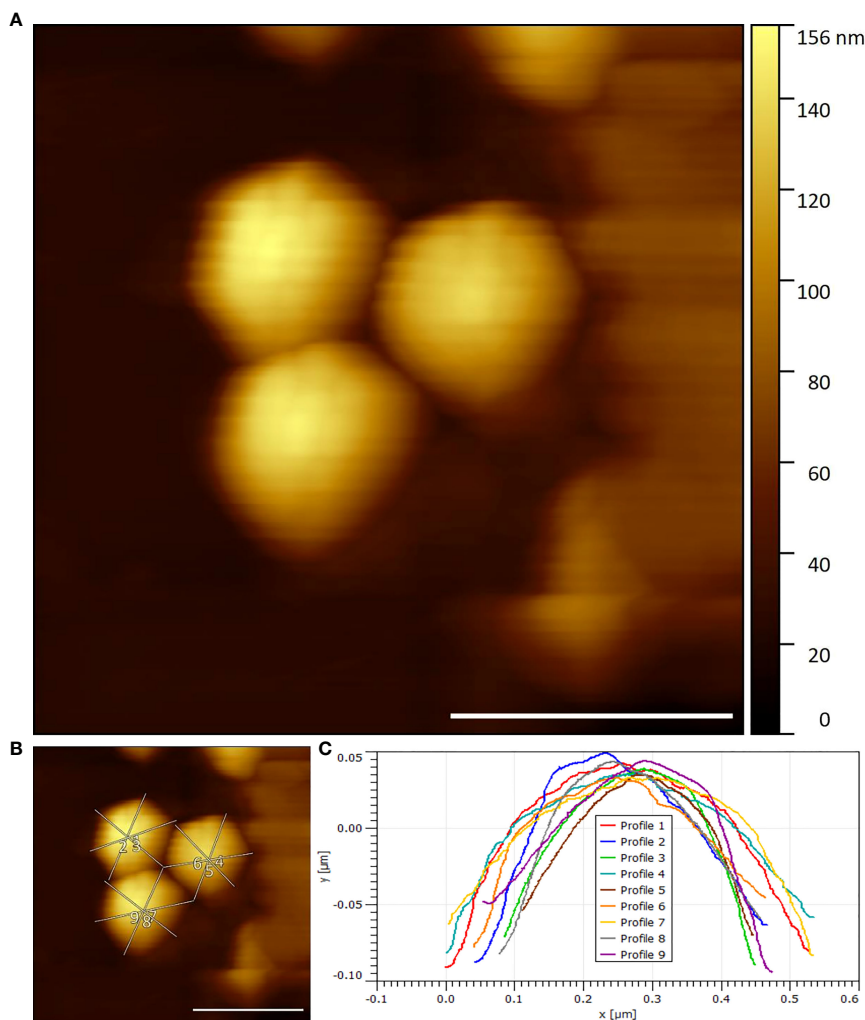 A
156 nm
140
120
100
80
60
40
20
0
B
2 3
6 4
5
9 7
8
C
0.05
0.00
-0.05
-0.10
y [µm]
Profile 1
Profile 2
Profile 3
Profile 4
Profile 5
Profile 6
Profile 7
Profile 8
Profile 9
-0.1 0.0 0.1 0.2 0.3 0.4 0.5 0.6
x [µm]